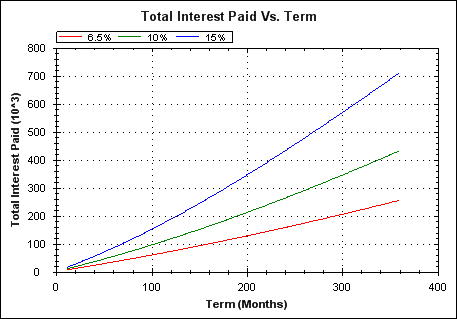 Total Interest Paid Vs. Term
6.5% 10% 15%
Total Interest Paid (10^3)
800
700
600
500
400
300
200
100
0
0 100 200 300 400
Term (Months)